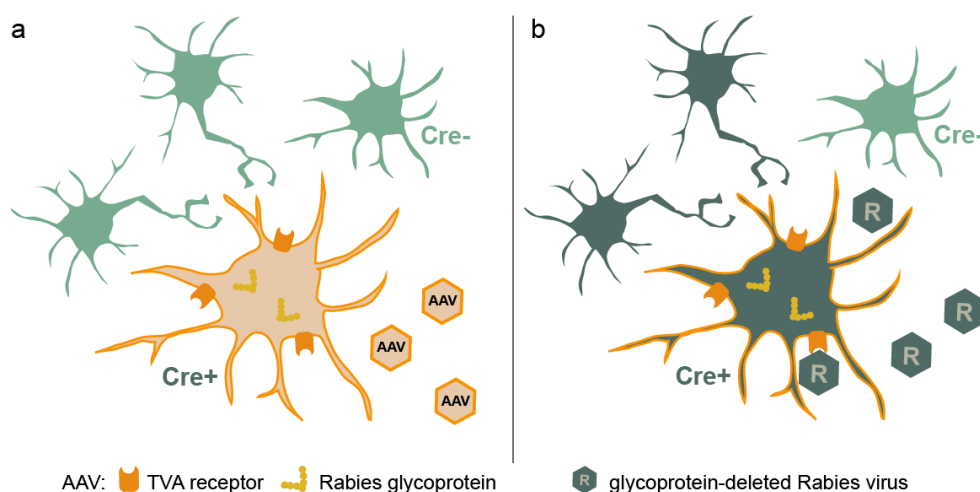 a
Cre-
AAV
AAV
AAV
Cre+
b
Cre-
R
R
R
R
Cre+
AAV: TVA receptor Rabies glycoprotein R glycoprotein-deleted Rabies virus